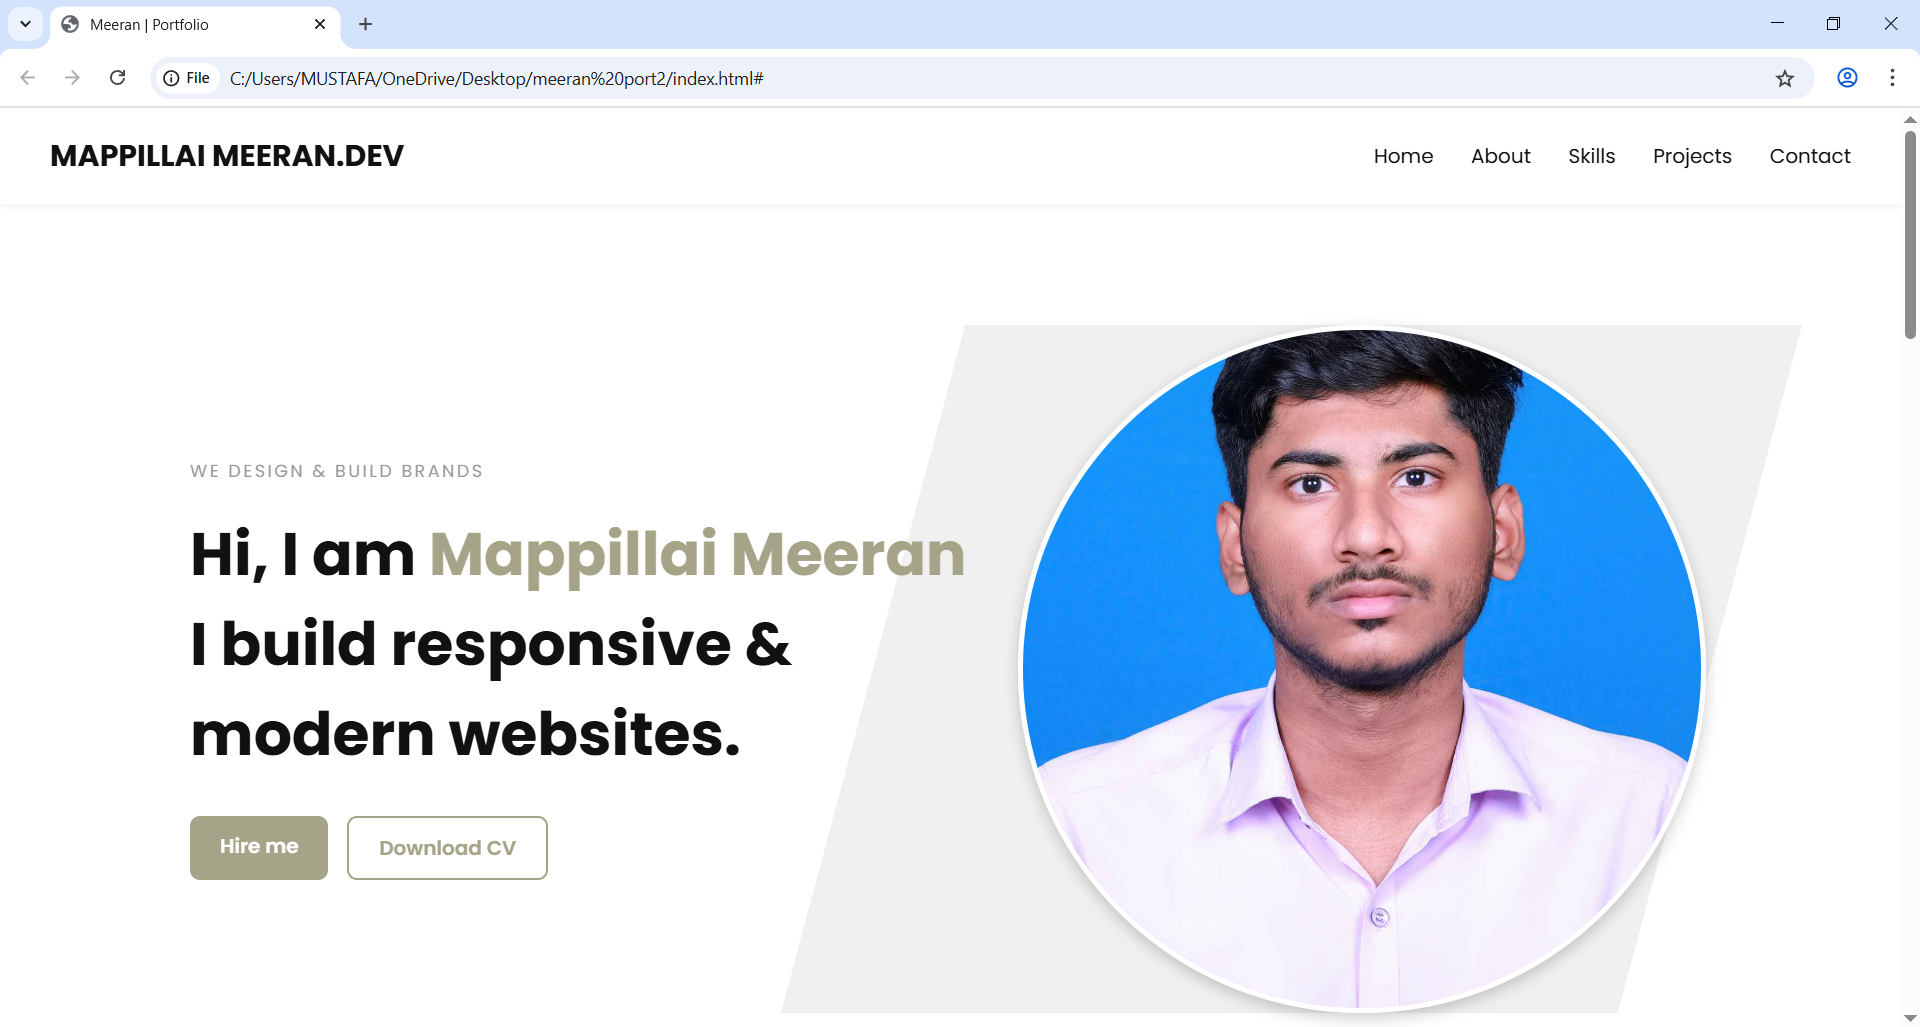 Meeran | Portfolio
File C:/Users/MUSTAFA/OneDrive/Desktop/meeran%20port2/index.html#
MAPPILLAI MEERAN.DEV
Home About Skills Projects Contact
WE DESIGN & BUILD BRANDS
Hi, I am Mappillai Meeran
I build responsive &
modern websites.
Hire me
Download CV